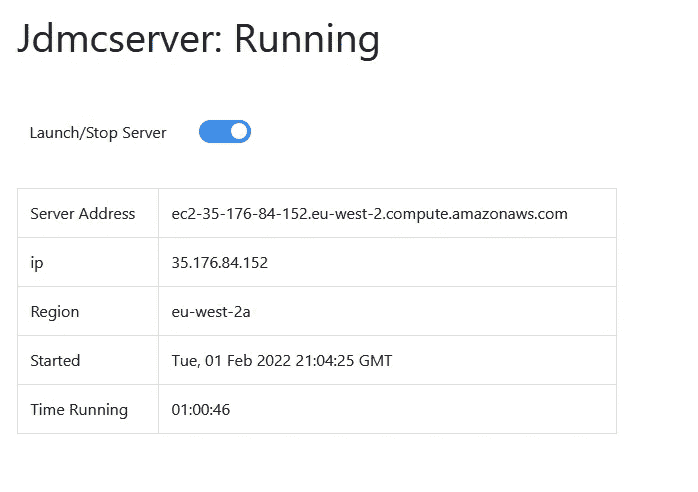 Jdmcserver: Running
Launch/Stop Server
Server Address ec2-35-176-84-152.eu-west-2.compute.amazonaws.com
ip 35.176.84.152
Region eu-west-2a
Started Tue, 01 Feb 2022 21:04:25 GMT
Time Running 01:00:46